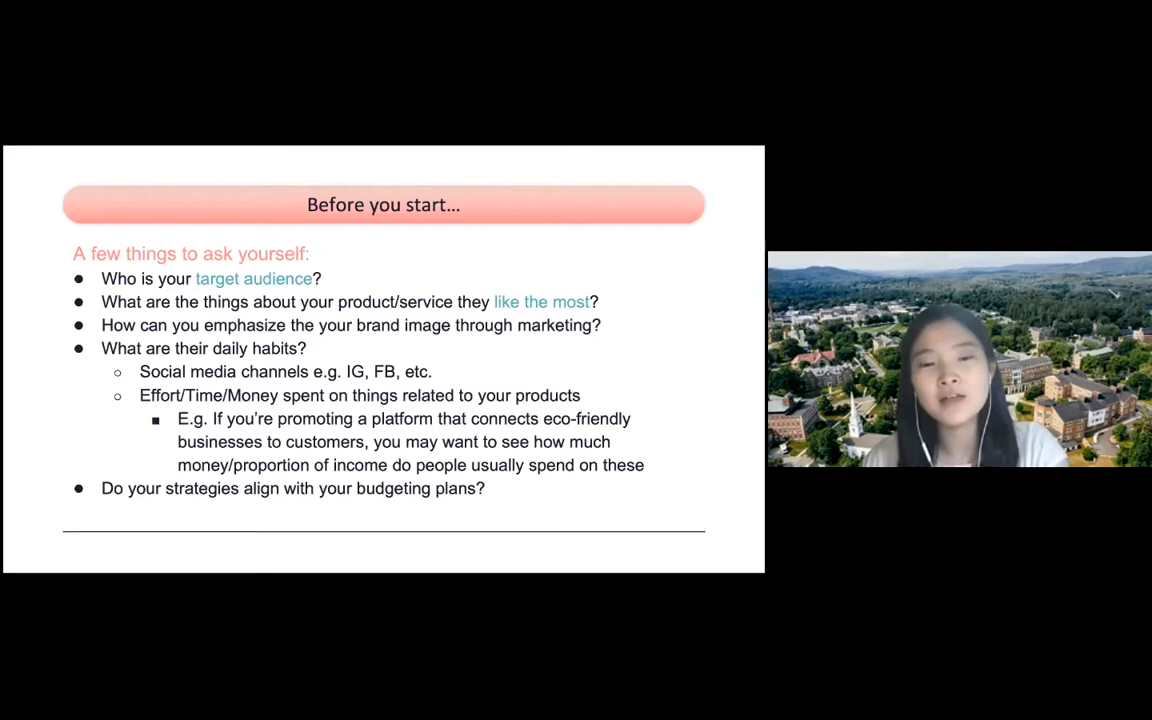 Before you start...
A few things to ask yourself:
● Who is your target audience?
● What are the things about your product/service they like the most?
● How can you emphasize the your brand image through marketing?
● What are their daily habits?
○ Social media channels e.g. IG, FB, etc.
○ Effort/Time/Money spent on things related to your products
■ E.g. If you’re promoting a platform that connects eco-friendly
businesses to customers, you may want to see how much
money/proportion of income do people usually spend on these
● Do your strategies align with your budgeting plans?